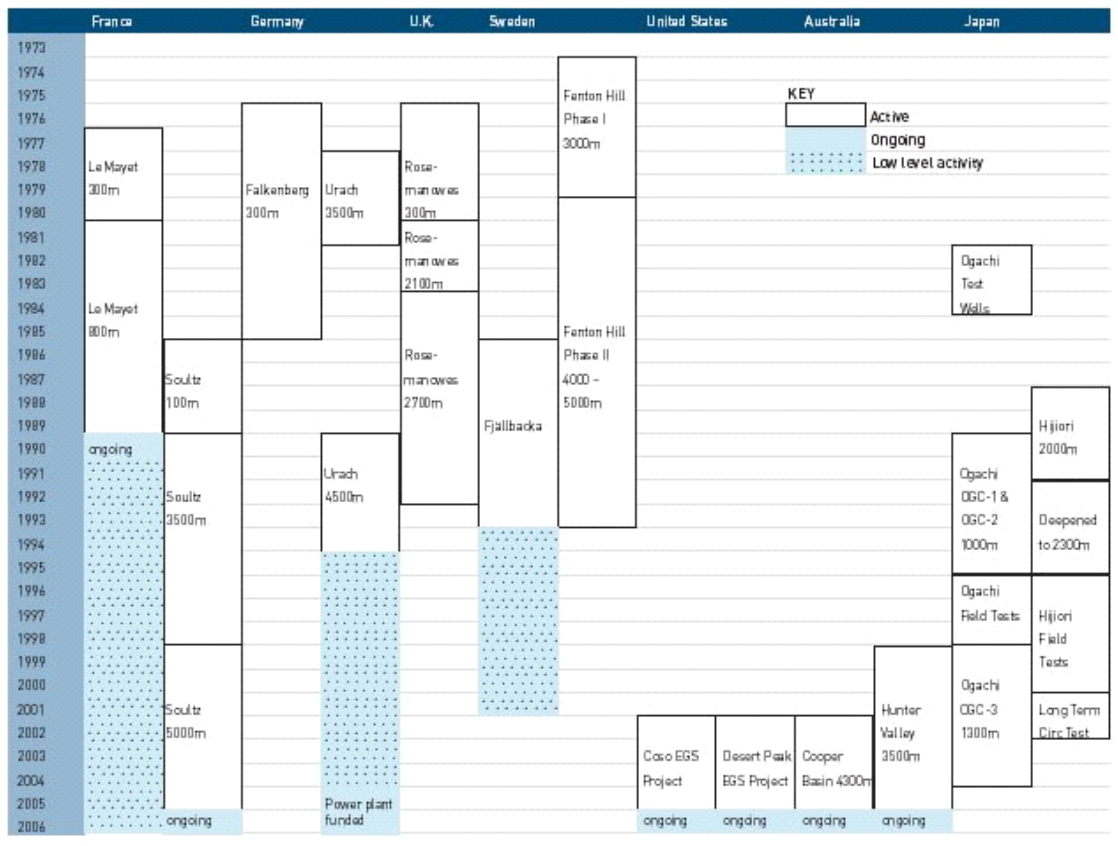 France Germany U.K. Sweden United States Australia Japan
1973
1974
1975
1976
1977
1978
1979
1980
1981
1982
1983
1984
1985
1986
1987
1988
1989
1990
1991
1992
1993
1994
1995
1996
1997
1998
1999
2000
2001
2002
2003
2004
2005
2006
Le Mayet
300m
Le Mayet
800m
ongoing
Soultz
100m
Soultz
3500m
Soultz
5000m
ongoing
Falkenberg
300m
Urach
3500m
Urach
4500m
Power plant
funded
Rose-
manowes
300m
Rose-
manowes
2100m
Rose-
manowes
2700m
Fjällbacka
Fenton Hill
Phase I
3000m
Fenton Hill
Phase II
4000 -
5000m
Coso EGS
Project
ongoing
Desert Peak
EGS Project
ongoing
KEY
Active
Ongoing
Low level activity
Cooper
Basin 4300m
ongoing
Hunter
Valley
3500m
ongoing
Ogachi
Test
Wells
Ogachi
OGC-1 &
OGC-2
1000m
Ogachi
Field Tests
Ogachi
OGC-3
1300m
Hijiori
2000m
Deepened
to 2300m
Hijiori
Field
Tests
Long Term
Circ Test